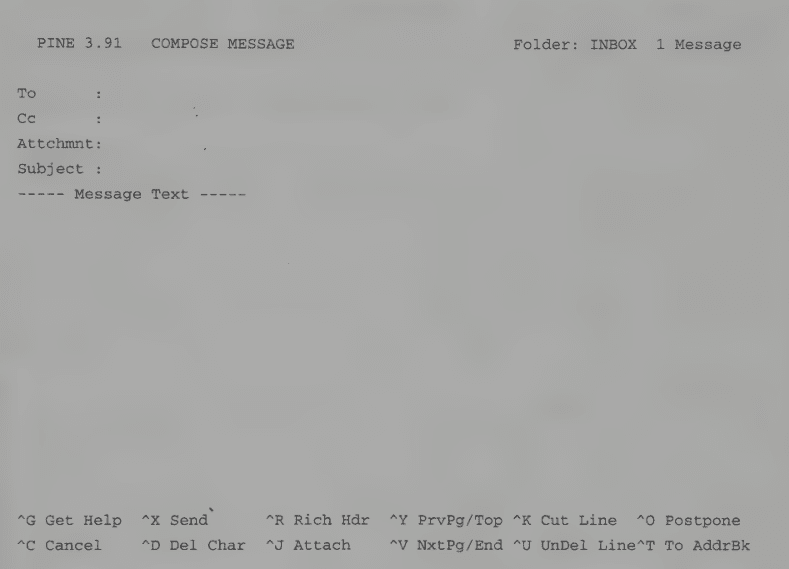 PINE 3.91   COMPOSE MESSAGE                       Folder: INBOX  1 Message
To      :
Cc      :
Attchmnt:
Subject :
----- Message Text -----
^G Get Help  ^X Send      ^R Rich Hdr  ^Y PrvPg/Top ^K Cut Line  ^O Postpone
^C Cancel    ^D Del Char  ^J Attach    ^V NxtPg/End ^U UnDel Line^T To AddrBk